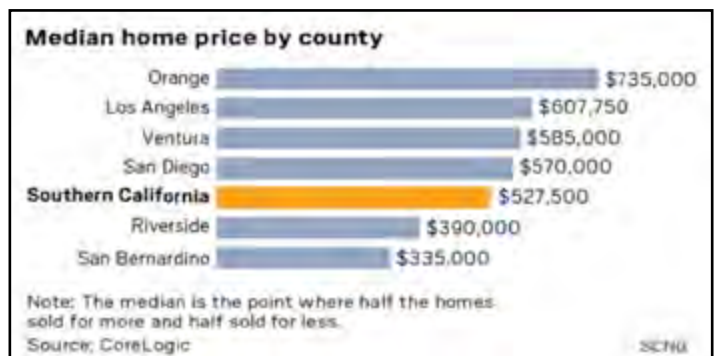 Median home price by county
Orange $735,000
Los Angeles $607,750
Ventura $585,000
San Diego $570,000
Southern California $527,500
Riverside $390,000
San Bernardino $335,000
Note: The median is the point where half the homes
sold for more and half sold for less.
Source: CoreLogic SCNG